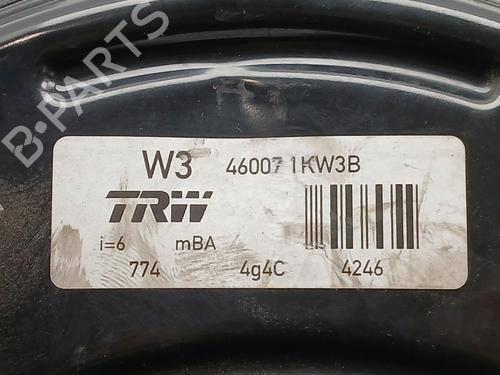 B-PARTS
W3 46007 1KW3B
TRW
i=6 mBA
774 4g4C 4246